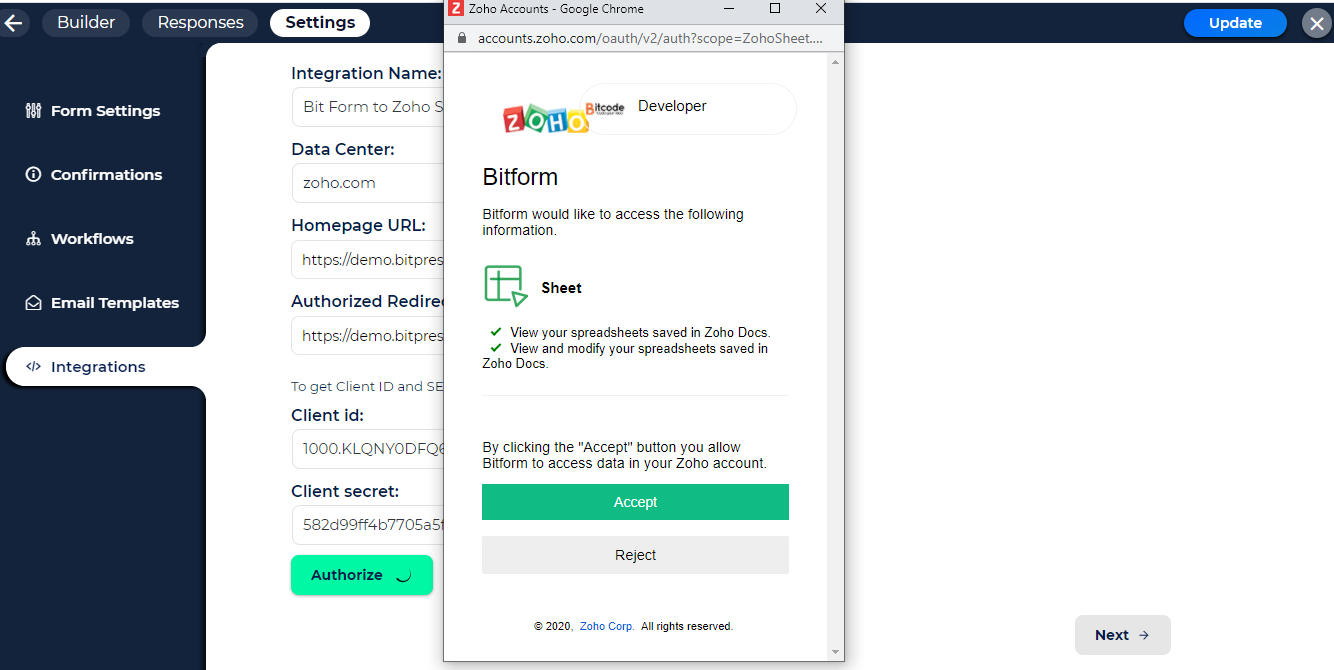 Builder
Responses
Settings
Update
Form Settings
Confirmations
Workflows
Email Templates
Integrations
Integration Name:
Bit Form to Zoho S
Data Center:
zoho.com
Homepage URL:
https://demo.bitpres
Authorized Redirec
https://demo.bitpres
To get Client ID and SE
Client id:
1000.KLQNY0DFQ6
Client secret:
582d99ff4b7705a5f
Authorize
Next
Zoho Accounts - Google Chrome
accounts.zoho.com/oauth/v2/auth?scope=ZohoSheet....
ZOHO
Bitcode
Developer
Bitform
Bitform would like to access the following
information.
Sheet
View your spreadsheets saved in Zoho Docs.
View and modify your spreadsheets saved in
Zoho Docs.
By clicking the "Accept" button you allow
Bitform to access data in your Zoho account.
Accept
Reject
© 2020, Zoho Corp. All rights reserved.